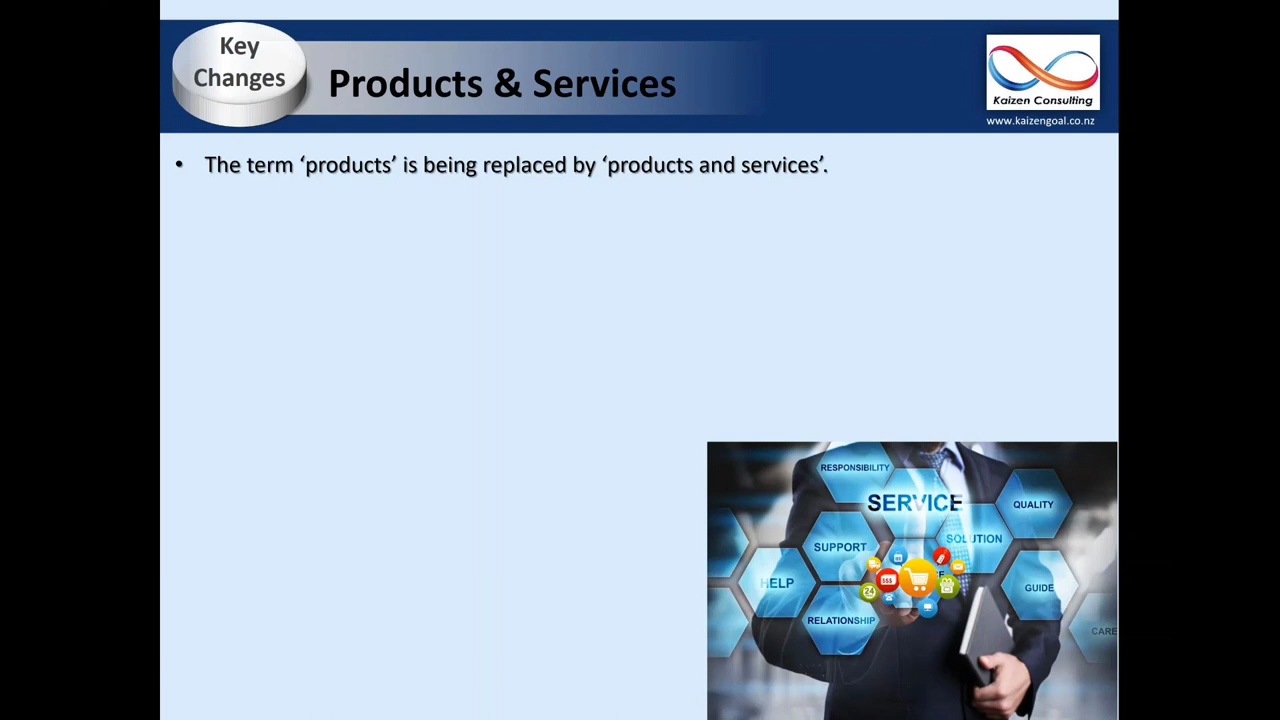 Key
Changes
Products & Services
Kaizen Consulting
www.kaizengoal.co.nz
• The term ‘products’ is being replaced by ‘products and services’.
RESPONSIBILITY
SERVICE
QUALITY
SOLUTION
SUPPORT
HELP
$$$
24
GUIDE
RELATIONSHIP
CARE